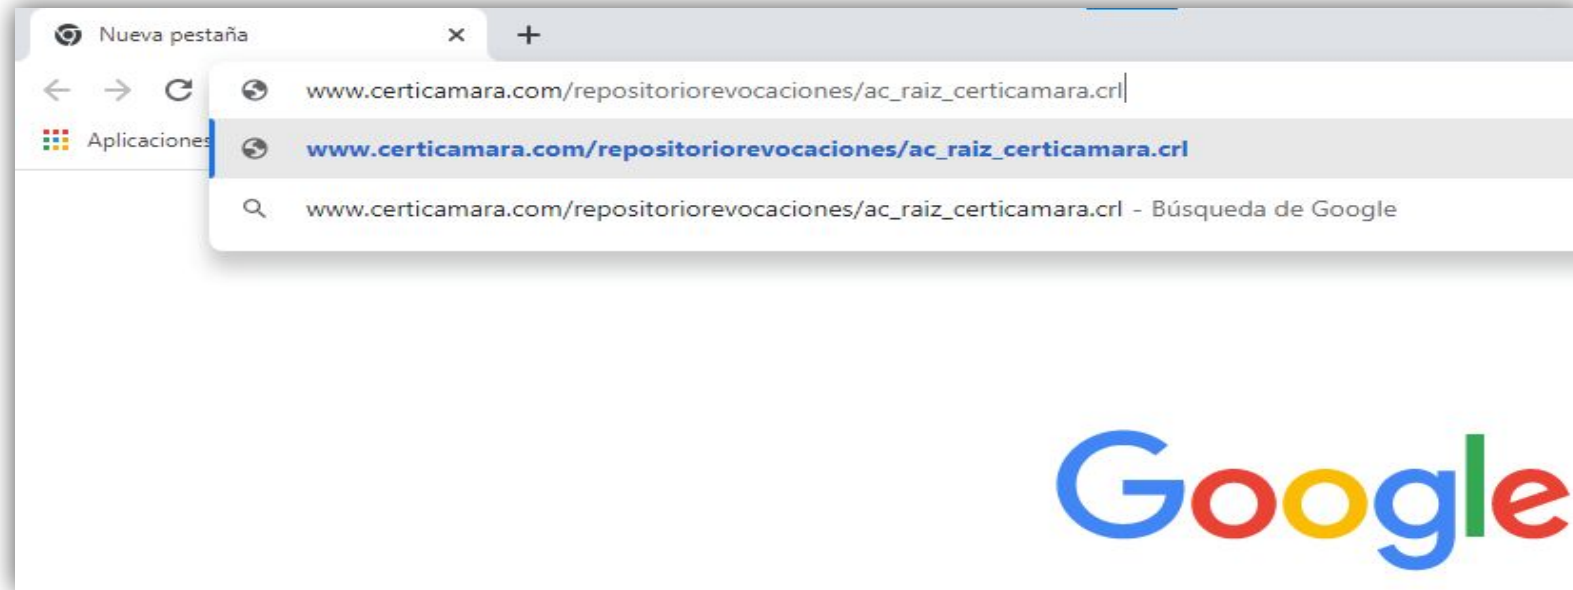 Nueva pestaña
www.certicamara.com/repositoriorevocaciones/ac_raiz_certicamara.crl
Aplicaciones
www.certicamara.com/repositoriorevocaciones/ac_raiz_certicamara.crl
www.certicamara.com/repositoriorevocaciones/ac_raiz_certicamara.crl - Búsqueda de Google
Google